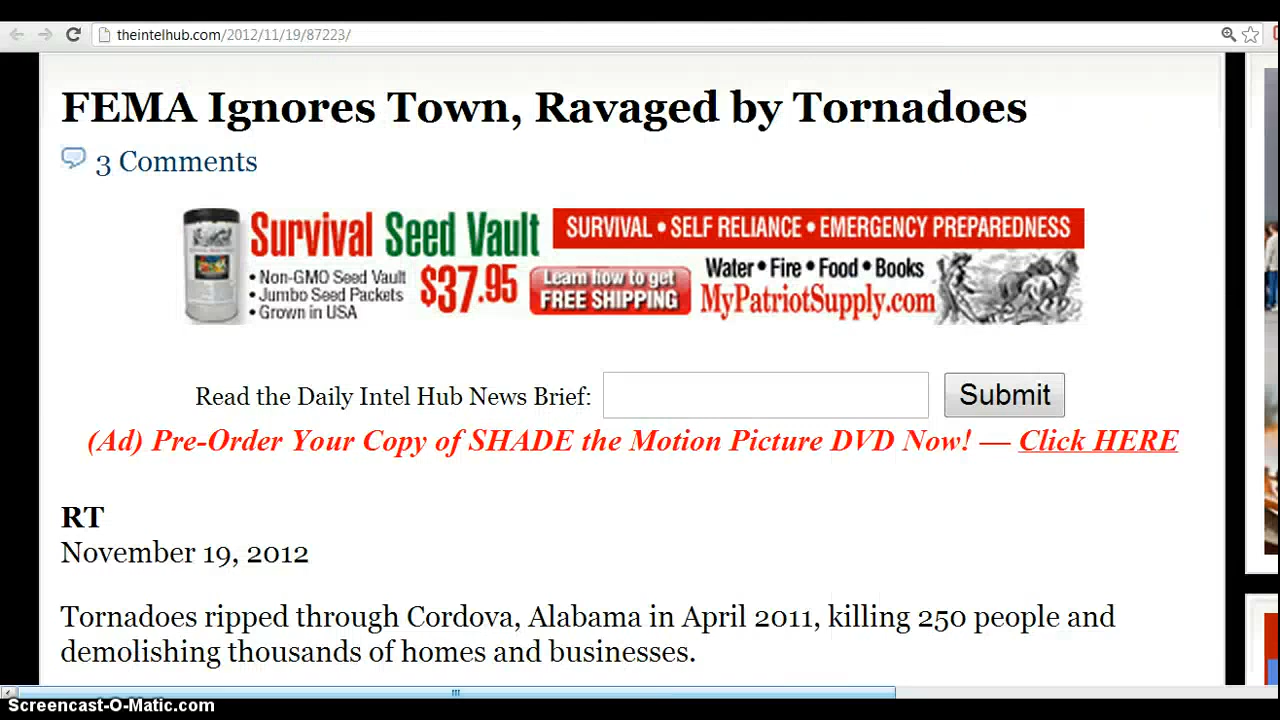 theintelhub.com/2012/11/19/87223/
FEMA Ignores Town, Ravaged by Tornadoes
3 Comments
Survival Seed Vault
SURVIVAL • SELF RELIANCE • EMERGENCY PREPAREDNESS
• Non-GMO Seed Vault
• Jumbo Seed Packets
• Grown in USA
$37.95
Learn how to get
FREE SHIPPING
Water • Fire • Food • Books
MyPatriotSupply.com
Read the Daily Intel Hub News Brief:
Submit
(Ad) Pre-Order Your Copy of SHADE the Motion Picture DVD Now! — Click HERE
RT
November 19, 2012
Tornadoes ripped through Cordova, Alabama in April 2011, killing 250 people and
demolishing thousands of homes and businesses.
Screencast-O-Matic.com